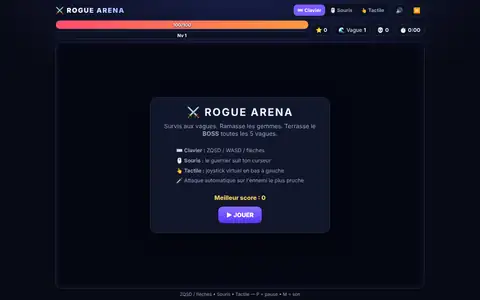 ⚔️ ROGUE ARENA
⌨️ Clavier 🖱️ Souris 👆 Tactile 🔊
100/100
Nv 1
⭐ 0 🌊 Vague 1 💀 0 ⏱ 0:00
⚔️ ROGUE ARENA
Survis aux vagues. Ramasse les gemmes. Terrasse le
BOSS toutes les 5 vagues.
⌨️ Clavier : ZQSD / WASD / flèches
🖱️ Souris : le guerrier suit ton curseur
👆 Tactile : joystick virtuel en bas à gauche
🗡️ Attaque automatique sur l'ennemi le plus proche
Meilleur score : 0
▶ JOUER
ZQSD / flèches • Souris • Tactile — P = pause • M = son